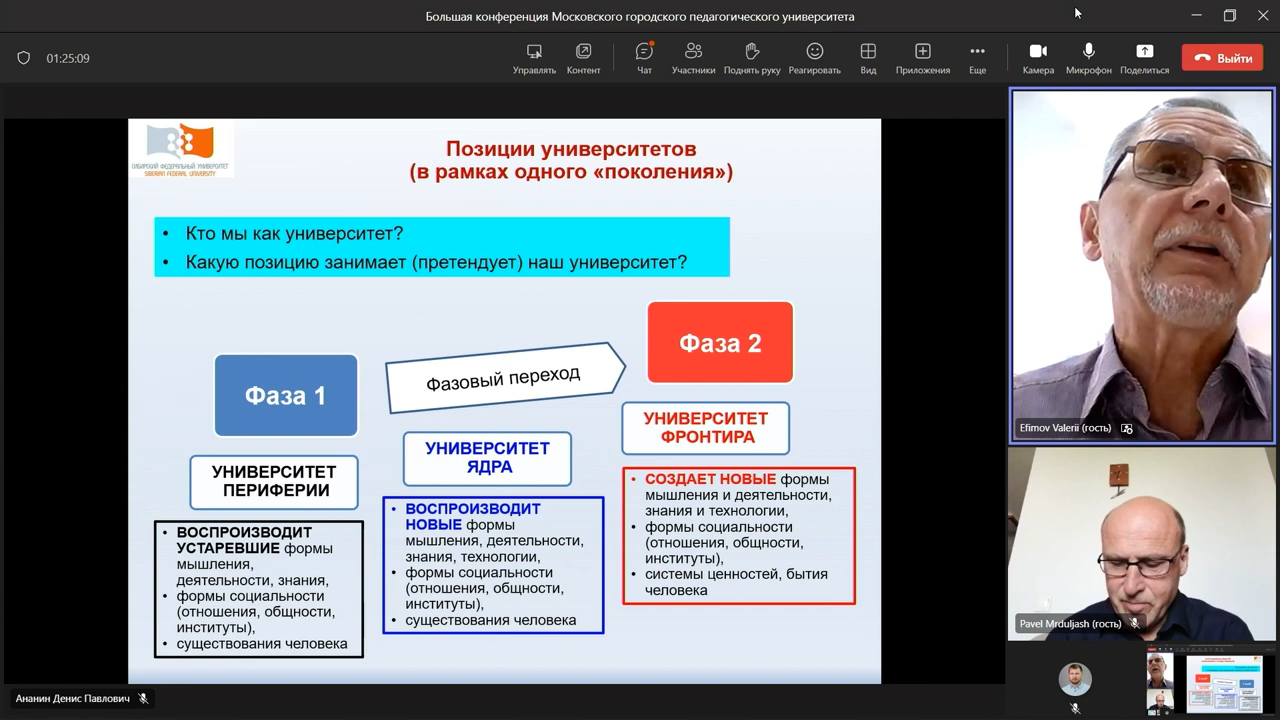 Большая конференция Московского городского педагогического университета
01:25:09
Управлять
Контент
Чат
Участники
Поднять руку
Реагировать
Вид
Приложения
Еще
Камера
Микрофон
Поделиться
Выйти
СИБИРСКИЙ ФЕДЕРАЛЬНЫЙ УНИВЕРСИТЕТ
SIBERIAN FEDERAL UNIVERSITY
Позиции университетов
(в рамках одного «поколения»)
• Кто мы как университет?
• Какую позицию занимает (претендует) наш университет?
Фаза 1
Фазовый переход
Фаза 2
УНИВЕРСИТЕТ
ПЕРИФЕРИИ
• ВОСПРОИЗВОДИТ
УСТАРЕВШИЕ формы
мышления,
деятельности, знания,
• формы социальности
(отношения, общности,
институты),
• существования человека
УНИВЕРСИТЕТ
ЯДРА
• ВОСПРОИЗВОДИТ
НОВЫЕ формы
мышления, деятельности,
знания, технологии,
• формы социальности
(отношения, общности,
институты),
• существования человека
УНИВЕРСИТЕТ
ФРОНТИРА
• СОЗДАЕТ НОВЫЕ формы
мышления и деятельности,
знания и технологии,
• формы социальности
(отношения, общности,
институты),
• системы ценностей, бытия
человека
Efimov Valerii (гость)
Pavel Mrduljash (гость)
Ананин Денис Павлович